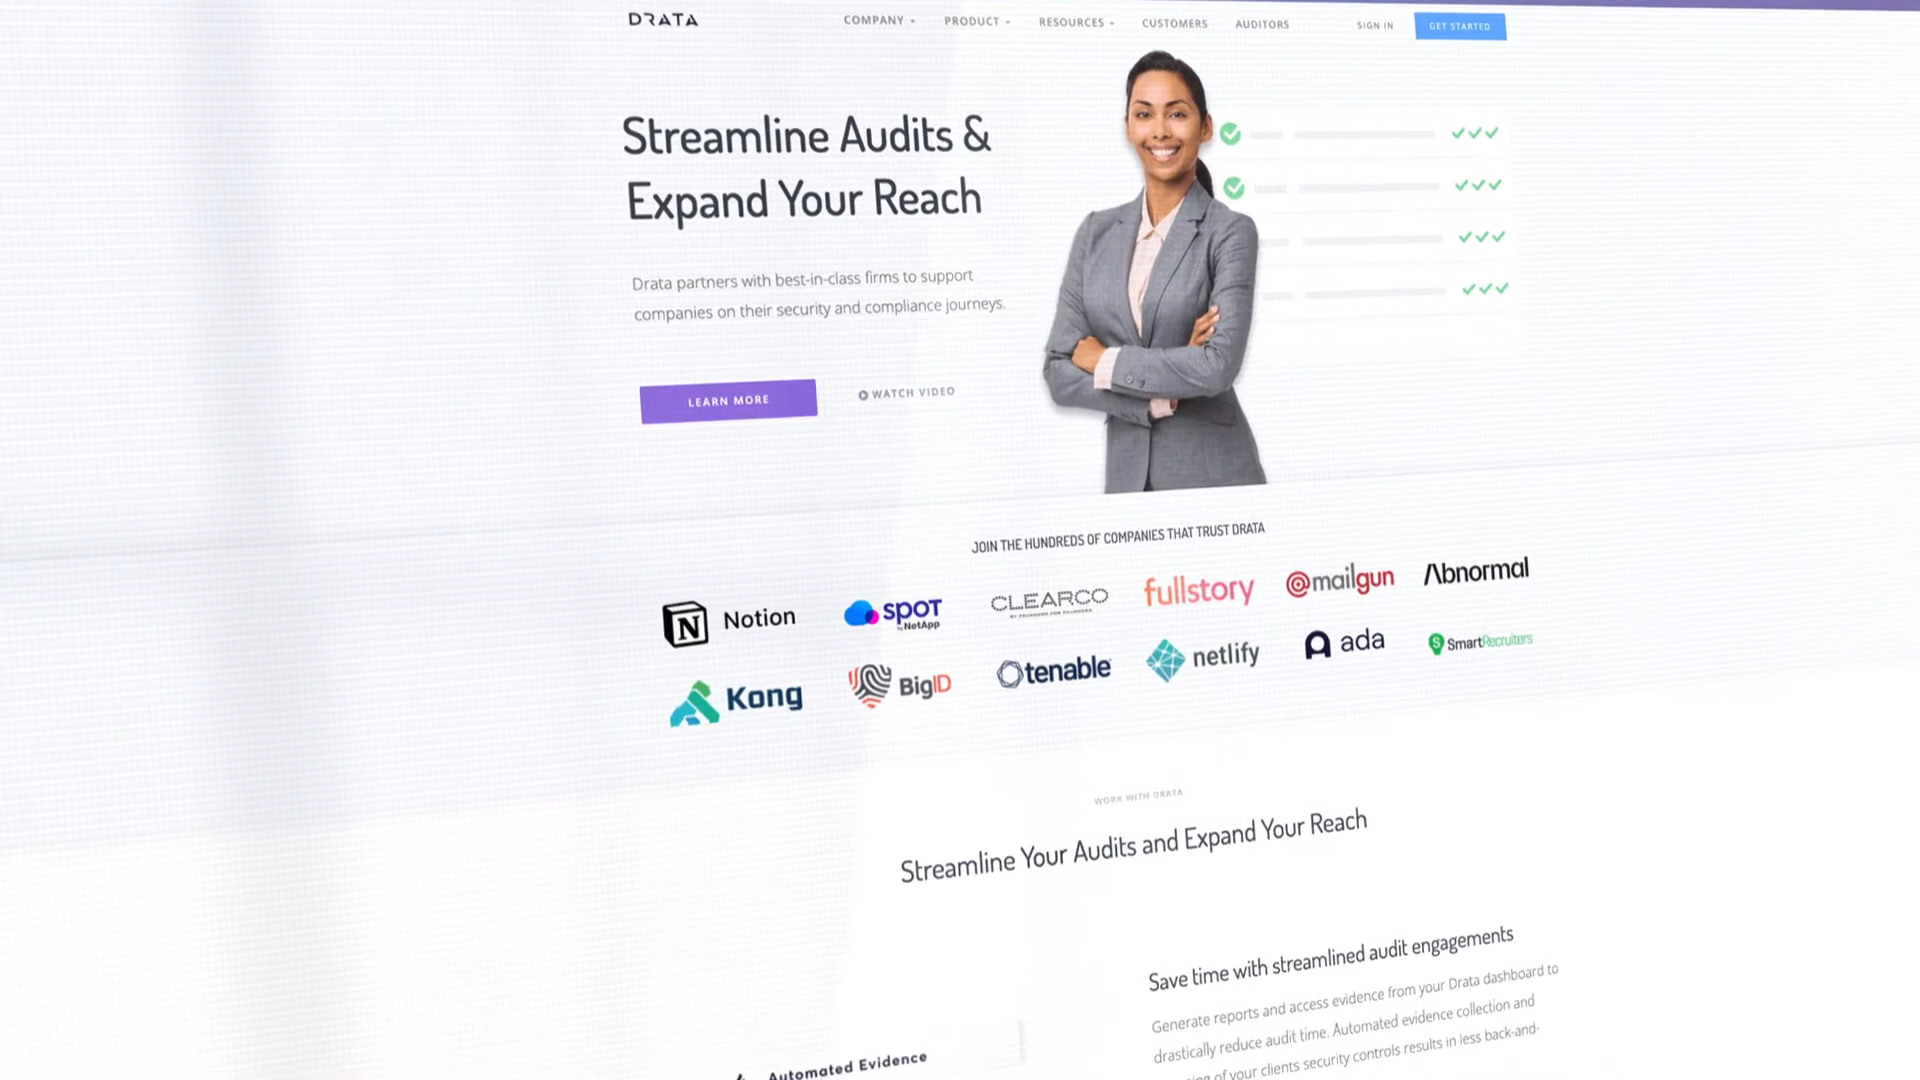 DRATA
COMPANY
PRODUCT
RESOURCES
CUSTOMERS
AUDITORS
SIGN IN
GET STARTED
Streamline Audits &
Expand Your Reach
Drata partners with best-in-class firms to support
companies on their security and compliance journeys.
LEARN MORE
WATCH VIDEO
JOIN THE HUNDREDS OF COMPANIES THAT TRUST DRATA
N Notion
SPOT
by NetApp
CLEARCO
BY FOUNDERS FOR FOUNDERS
fullstory
@mailgun
Abnormal
Kong
BigID
tenable
netlify
ada
S SmartRecruiters
WORK WITH DRATA
Streamline Your Audits and Expand Your Reach
Save time with streamlined audit engagements
Generate reports and access evidence from your Drata dashboard to
drastically reduce audit time. Automated evidence collection and
of your clients security controls results in less back-and-
Automated Evidence